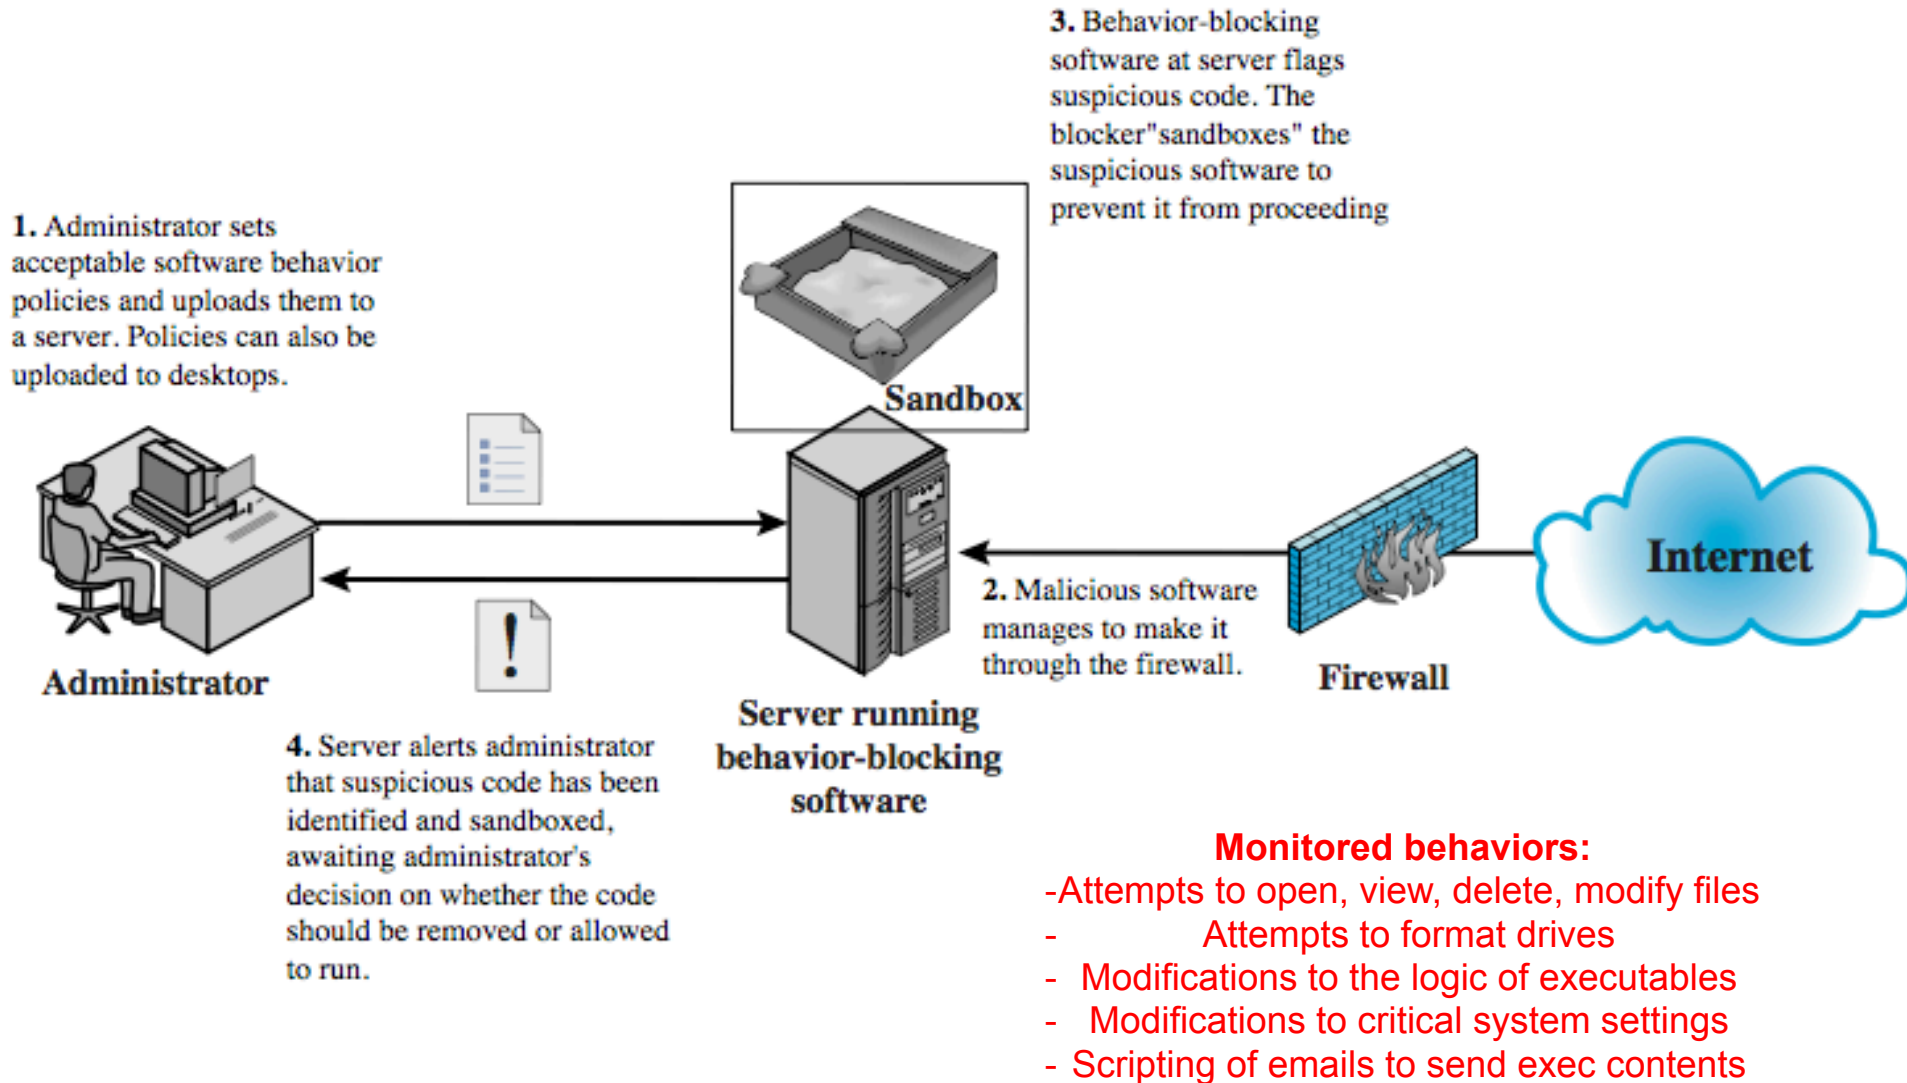 3. Behavior-blocking
software at server flags
suspicious code. The
blocker"sandboxes" the
suspicious software to
prevent it from proceeding
1. Administrator sets
acceptable software behavior
policies and uploads them to
a server. Policies can also be
uploaded to desktops.
Sandbox
Internet
2. Malicious software
manages to make it
through the firewall.
Firewall
Administrator
!
Server running
behavior-blocking
software
4. Server alerts administrator
that suspicious code has been
identified and sandboxed,
awaiting administrator's
decision on whether the code
should be removed or allowed
to run.
Monitored behaviors:
-Attempts to open, view, delete, modify files
- Attempts to format drives
- Modifications to the logic of executables
- Modifications to critical system settings
- Scripting of emails to send exec contents